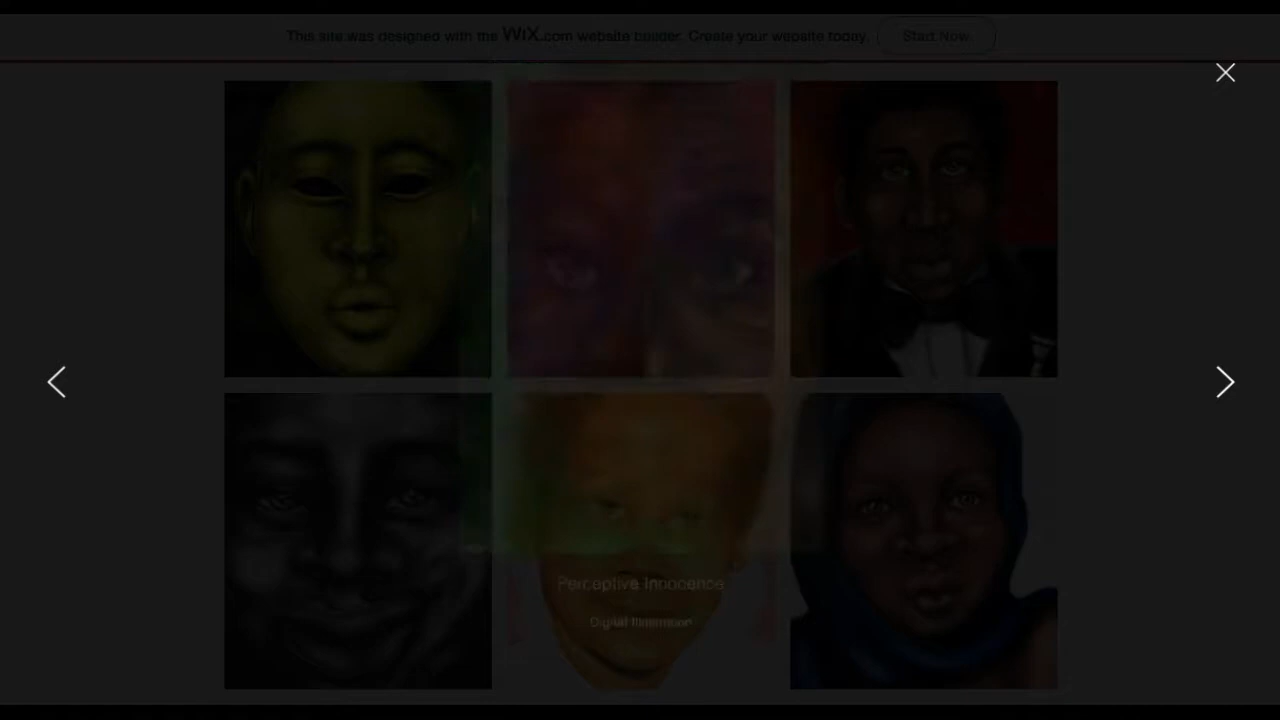 This site was designed with the WiX.com website builder. Create your website today. Start Now
Perceptive Innocence
Digital Illustration